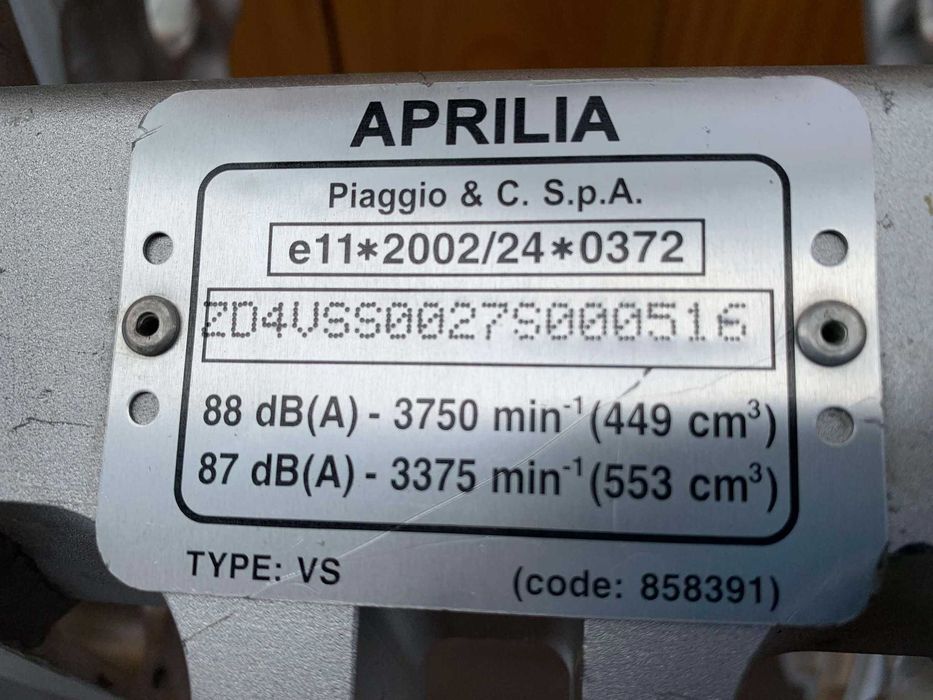 APRILIA
Piaggio & C. S.p.A.
e11*2002/24*0372
ZD4VSS0027S000516
88 dB(A) - 3750 min⁻¹ (449 cm³)
87 dB(A) - 3375 min⁻¹ (553 cm³)
TYPE: VS
(code: 858391)